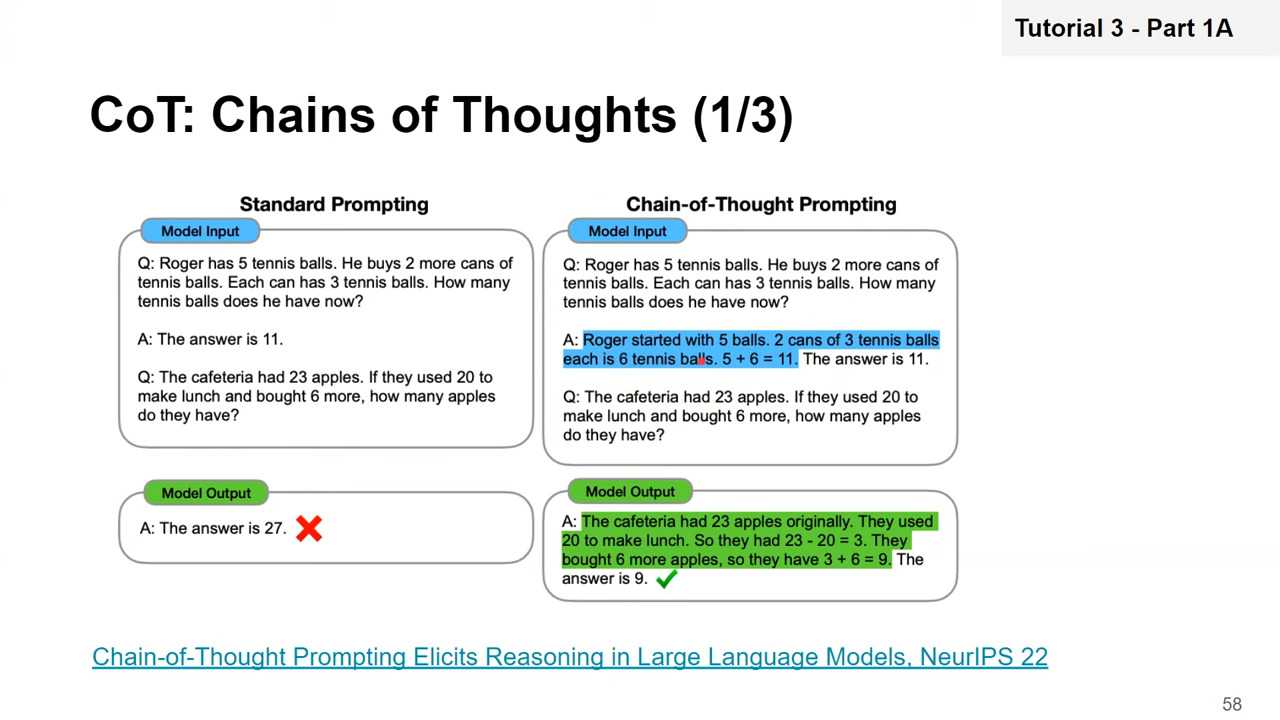 Tutorial 3 - Part 1A
CoT: Chains of Thoughts (1/3)
Standard Prompting
Model Input
Q: Roger has 5 tennis balls. He buys 2 more cans of
tennis balls. Each can has 3 tennis balls. How many
tennis balls does he have now?
A: The answer is 11.
Q: The cafeteria had 23 apples. If they used 20 to
make lunch and bought 6 more, how many apples
do they have?
Model Output
A: The answer is 27.
Chain-of-Thought Prompting
Model Input
Q: Roger has 5 tennis balls. He buys 2 more cans of
tennis balls. Each can has 3 tennis balls. How many
tennis balls does he have now?
A: Roger started with 5 balls. 2 cans of 3 tennis balls
each is 6 tennis balls. 5 + 6 = 11. The answer is 11.
Q: The cafeteria had 23 apples. If they used 20 to
make lunch and bought 6 more, how many apples
do they have?
Model Output
A: The cafeteria had 23 apples originally. They used
20 to make lunch. So they had 23 - 20 = 3. They
bought 6 more apples, so they have 3 + 6 = 9. The
answer is 9.
Chain-of-Thought Prompting Elicits Reasoning in Large Language Models, NeurIPS 22
58